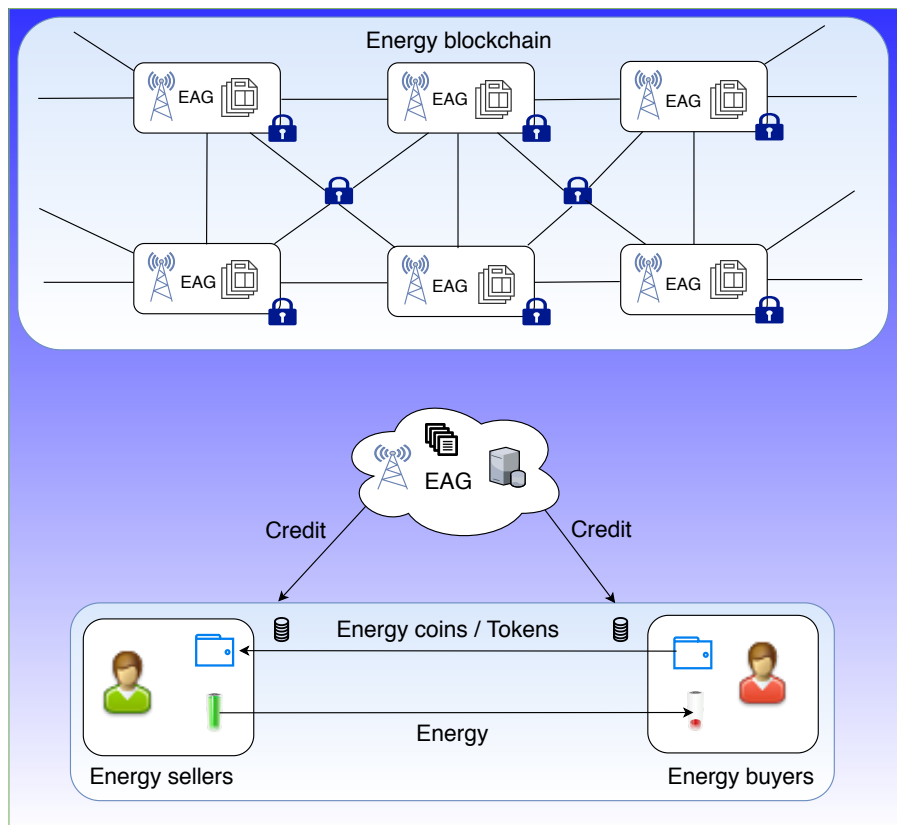 Energy blockchain
EAG
EAG
EAG
EAG
EAG
EAG
EAG
Credit
Credit
Energy coins / Tokens
Energy
Energy sellers
Energy buyers